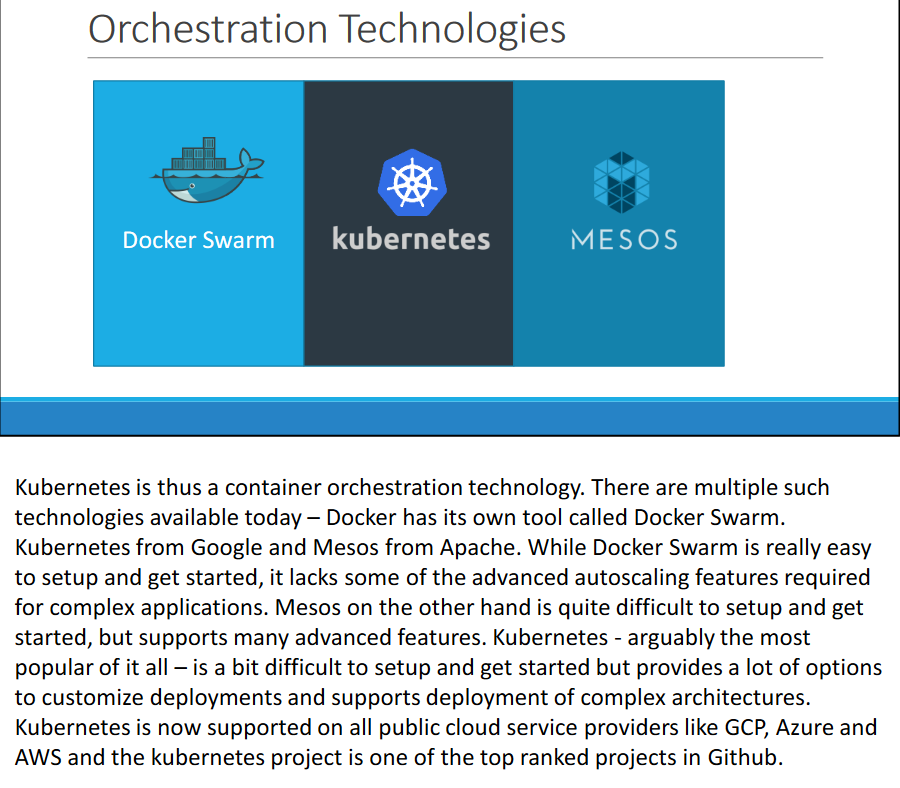 Orchestration Technologies
Docker Swarm
kubernetes
MESOS
Kubernetes is thus a container orchestration technology. There are multiple such
technologies available today – Docker has its own tool called Docker Swarm.
Kubernetes from Google and Mesos from Apache. While Docker Swarm is really easy
to setup and get started, it lacks some of the advanced autoscaling features required
for complex applications. Mesos on the other hand is quite difficult to setup and get
started, but supports many advanced features. Kubernetes - arguably the most
popular of it all – is a bit difficult to setup and get started but provides a lot of options
to customize deployments and supports deployment of complex architectures.
Kubernetes is now supported on all public cloud service providers like GCP, Azure and
AWS and the kubernetes project is one of the top ranked projects in Github.